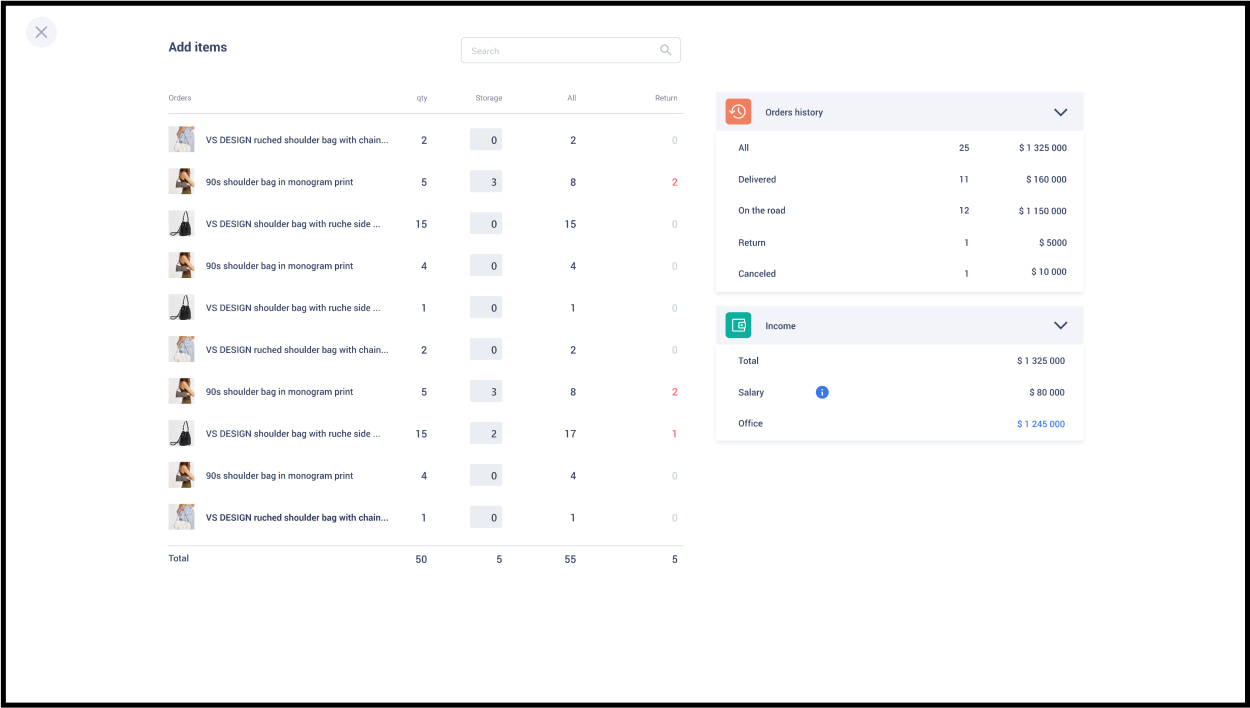 Add items
Search
Orders qty Storage All Return
VS DESIGN ruched shoulder bag with chain... 2 0 2 0
90s shoulder bag in monogram print 5 3 8 2
VS DESIGN shoulder bag with ruche side ... 15 0 15 0
90s shoulder bag in monogram print 4 0 4 0
VS DESIGN shoulder bag with ruche side ... 1 0 1 0
VS DESIGN ruched shoulder bag with chain... 2 0 2 0
90s shoulder bag in monogram print 5 3 8 2
VS DESIGN shoulder bag with ruche side ... 15 2 17 1
90s shoulder bag in monogram print 4 0 4 0
VS DESIGN ruched shoulder bag with chain... 1 0 1 0
Total 50 5 55 5
Orders history
All 25 $ 1 325 000
Delivered 11 $ 160 000
On the road 12 $ 1 150 000
Return 1 $ 5000
Canceled 1 $ 10 000
Income
Total $ 1 325 000
Salary $ 80 000
Office $ 1 245 000